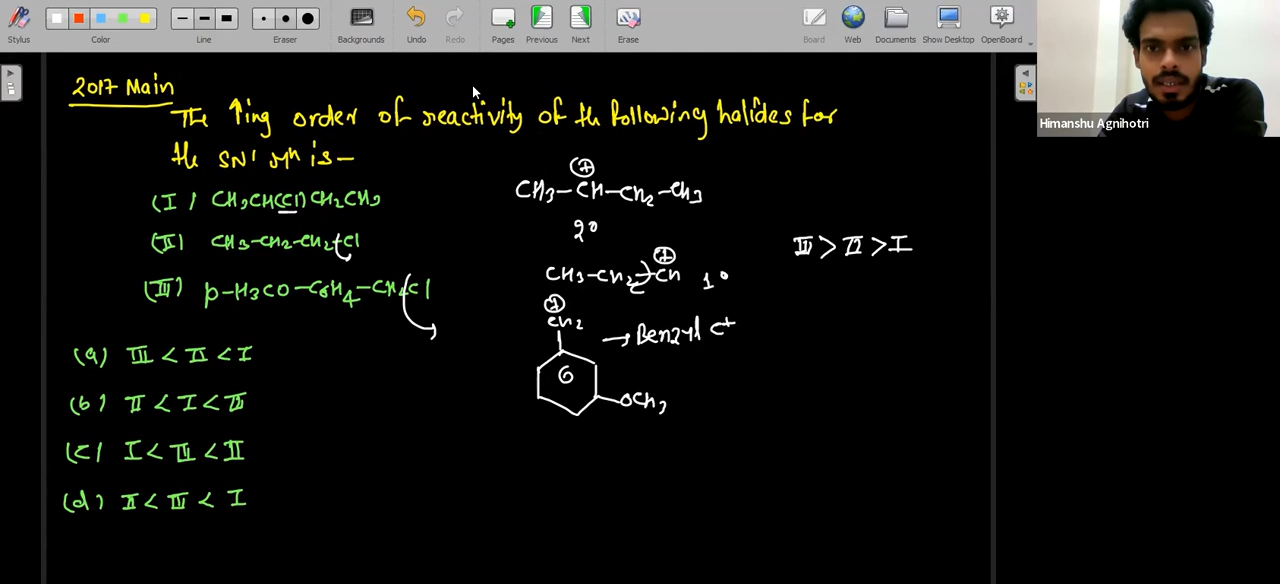 Stylus
Color
Line
Eraser
Backgrounds
Undo
Redo
Pages
Previous
Next
Erase
Board
Web
Documents
Show Desktop
OpenBoard
Himanshu Agnihotri
2017 Main
The ↑ing order of reactivity of the following halides for
the SN¹ rxn is—
(I) CH3CH(Cl)CH2CH3
(II) CH3-CH2-CH2-Cl
(III) p-H3CO-C6H4-CH2Cl
(a) III < II < I
(b) II < I < III
(c) I < III < II
(d) II < III < I
⊕
CH3-CH-CH2-CH3
2°
⊕
CH3-CH2-CH 1°
⊕
CH2
→ Benzyl C+
OCH3
III > II > I